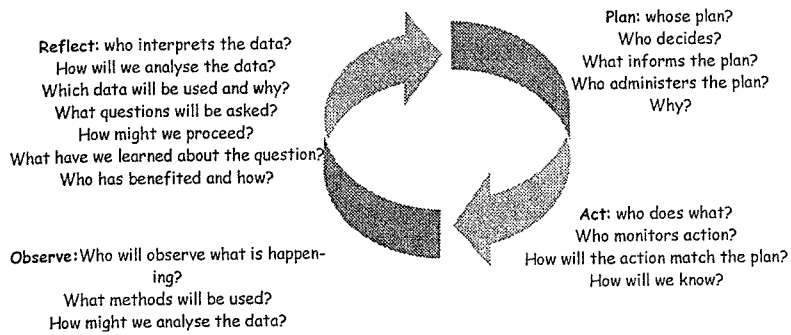 Plan: whose plan?
Who decides?
What informs the plan?
Who administers the plan?
Why?
Act: who does what?
Who monitors action?
How will the action match the plan?
How will we know?
Observe:Who will observe what is happen-
ing?
What methods will be used?
How might we analyse the data?
Reflect: who interprets the data?
How will we analyse the data?
Which data will be used and why?
What questions will be asked?
How might we proceed?
What have we learned about the question?
Who has benefited and how?